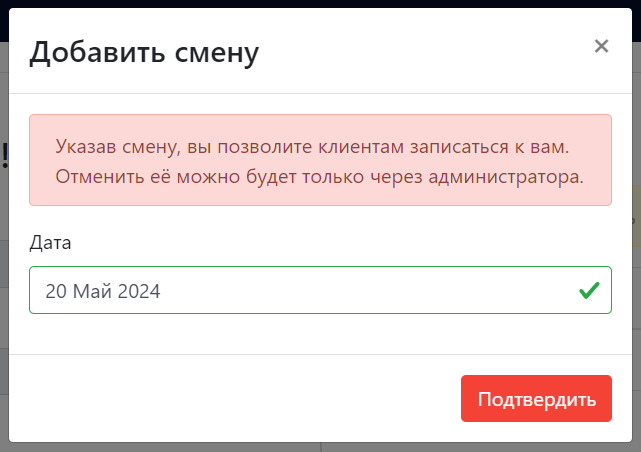 Добавить смену
×
Указав смену, вы позволите клиентам записаться к вам.
Отменить её можно будет только через администратора.
Дата
20 Май 2024
Подтвердить